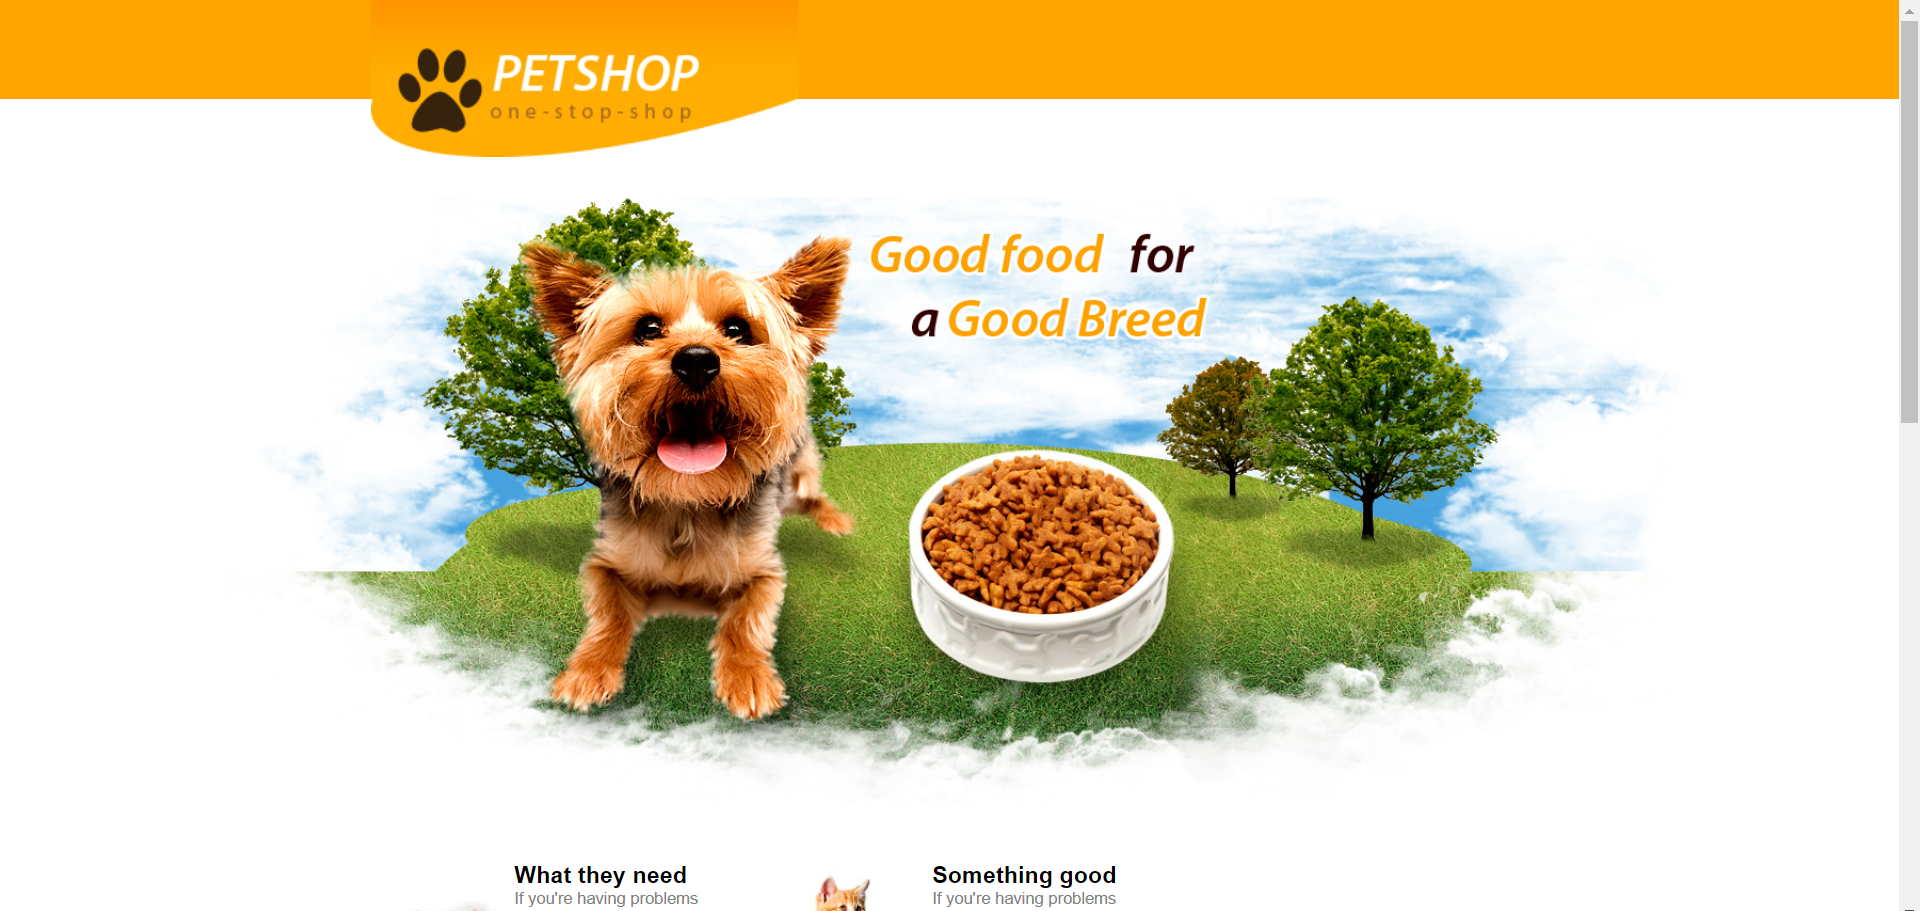 PETSHOP
one-stop-shop
Good food for
a Good Breed
What they need
If you're having problems
Something good
If you're having problems